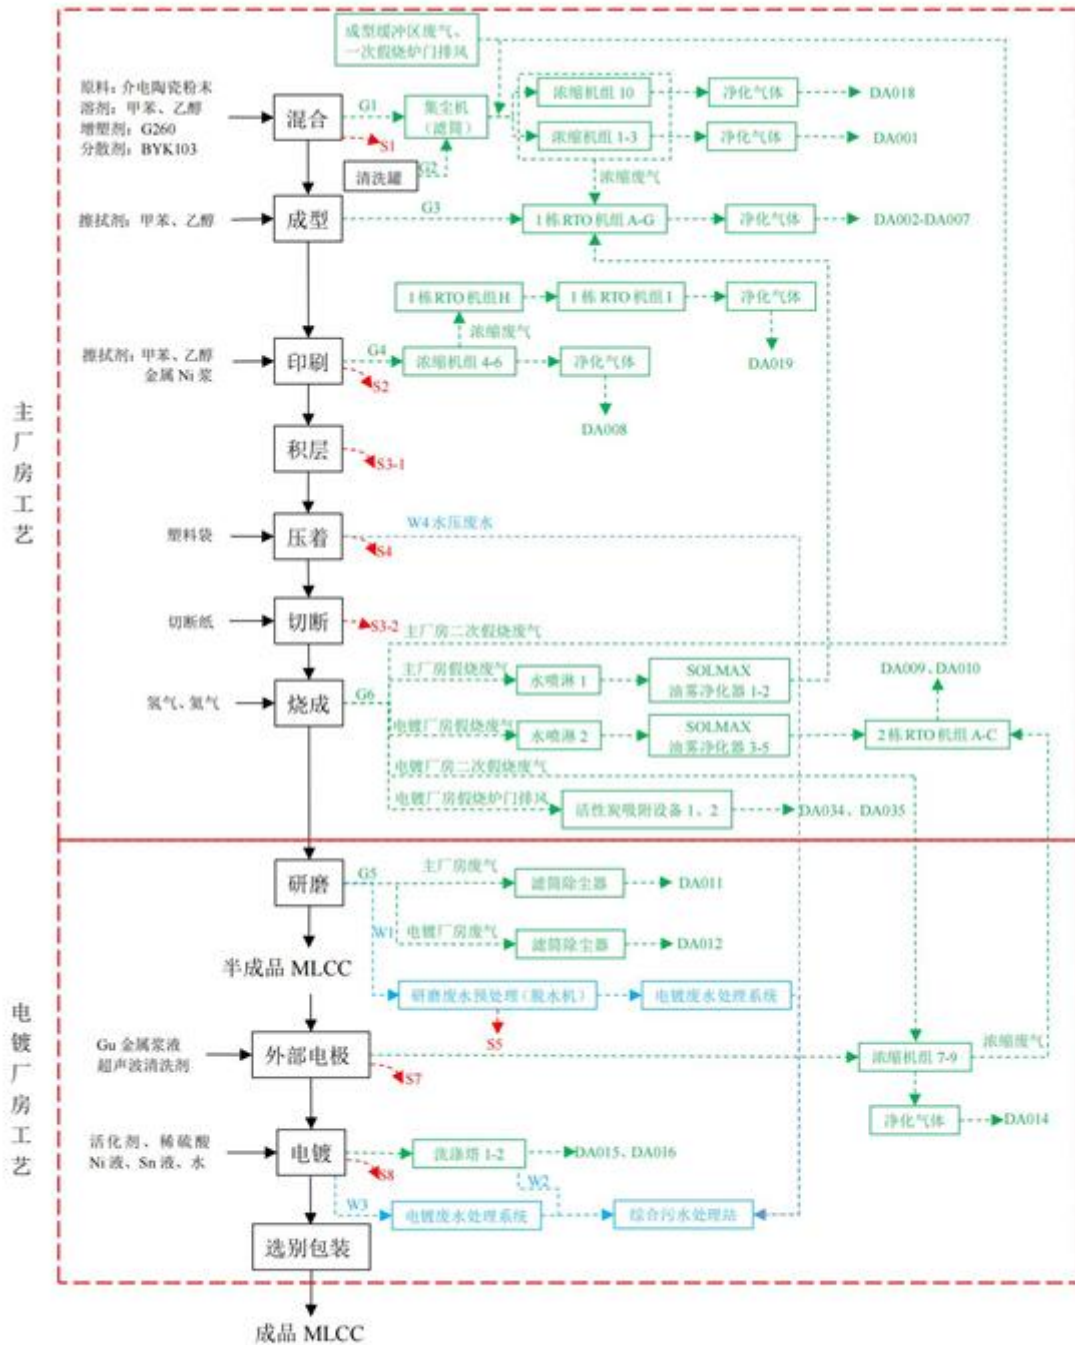 成型缓冲区废气、
一次假烧炉门排风
原料：介电陶瓷粉末
溶剂：甲苯、乙醇
增塑剂：G260
分散剂：BYK103
混合
G1
S1
集尘机
（滤筒）
浓缩机组 10
净化气体
DA018
浓缩机组 1-3
净化气体
DA001
清洗罐
G2
浓缩废气
擦拭剂：甲苯、乙醇
成型
G3
1栋RTO机组A-G
净化气体
DA002-DA007
1栋RTO机组H
1栋RTO机组I
净化气体
浓缩废气
擦拭剂：甲苯、乙醇
金属 Ni 浆
印刷
G4
S2
浓缩机组 4-6
净化气体
DA019
DA008
主厂房工艺
积层
S3-1
塑料袋
压着
W4 水压废水
S4
切断纸
切断
S3-2
主厂房二次假烧废气
主厂房假烧废气
水喷淋 1
SOLMAX
油雾净化器 1-2
DA009、DA010
氢气、氮气
烧成
G6
电镀厂房假烧废气
水喷淋 2
SOLMAX
油雾净化器 3-5
2栋RTO机组A-C
电镀厂房二次假烧废气
电镀厂房假烧炉门排风
活性炭吸附设备 1、2
DA034、DA035
研磨
G5
主厂房废气
滤筒除尘器
DA011
W1
电镀厂房废气
滤筒除尘器
DA012
半成品 MLCC
研磨废水预处理（脱水机）
电镀废水处理系统
S5
电镀厂房工艺
Gu 金属浆液
超声波清洗剂
外部电极
S7
浓缩机组 7-9
浓缩废气
净化气体
DA014
活化剂、稀硫酸
Ni 液、Sn 液、水
电镀
S8
洗涤塔 1-2
DA015、DA016
W2
W3
电镀废水处理系统
综合污水处理站
选别包装
成品 MLCC